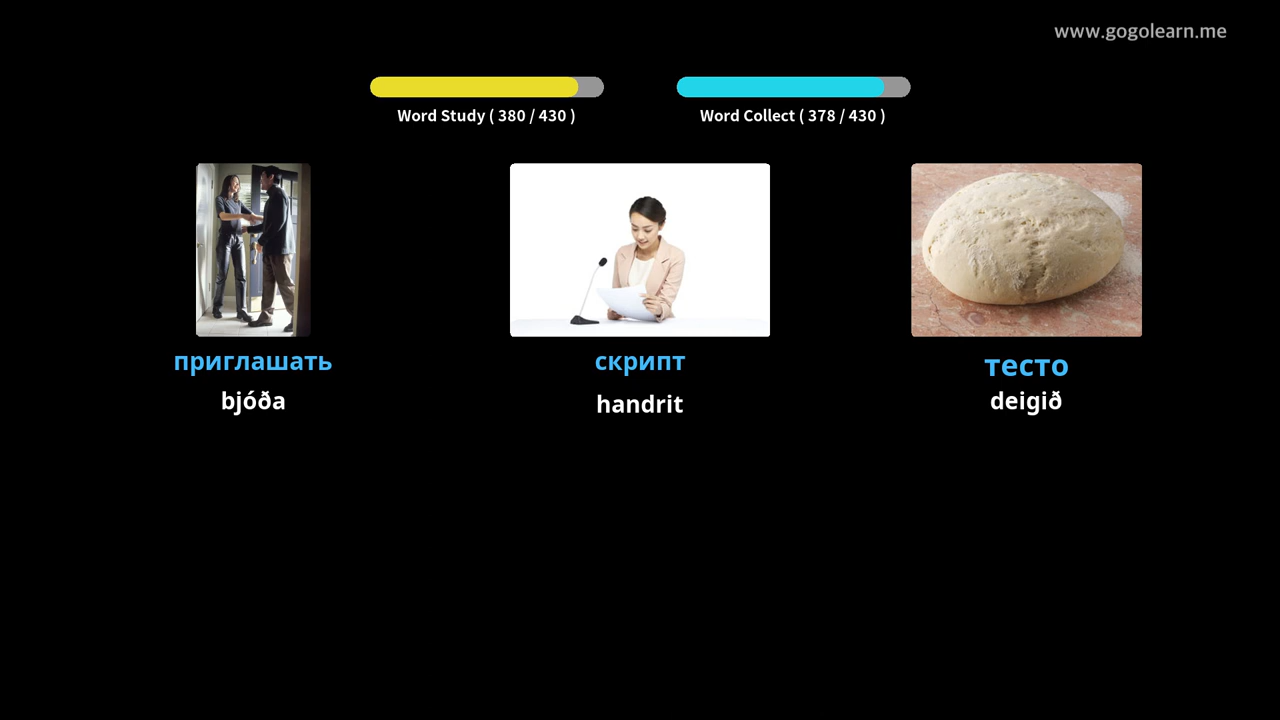 www.gogolearn.me
Word Study ( 380 / 430 )
Word Collect ( 378 / 430 )
приглашать
bjóða
скрипт
handrit
тесто
deigið